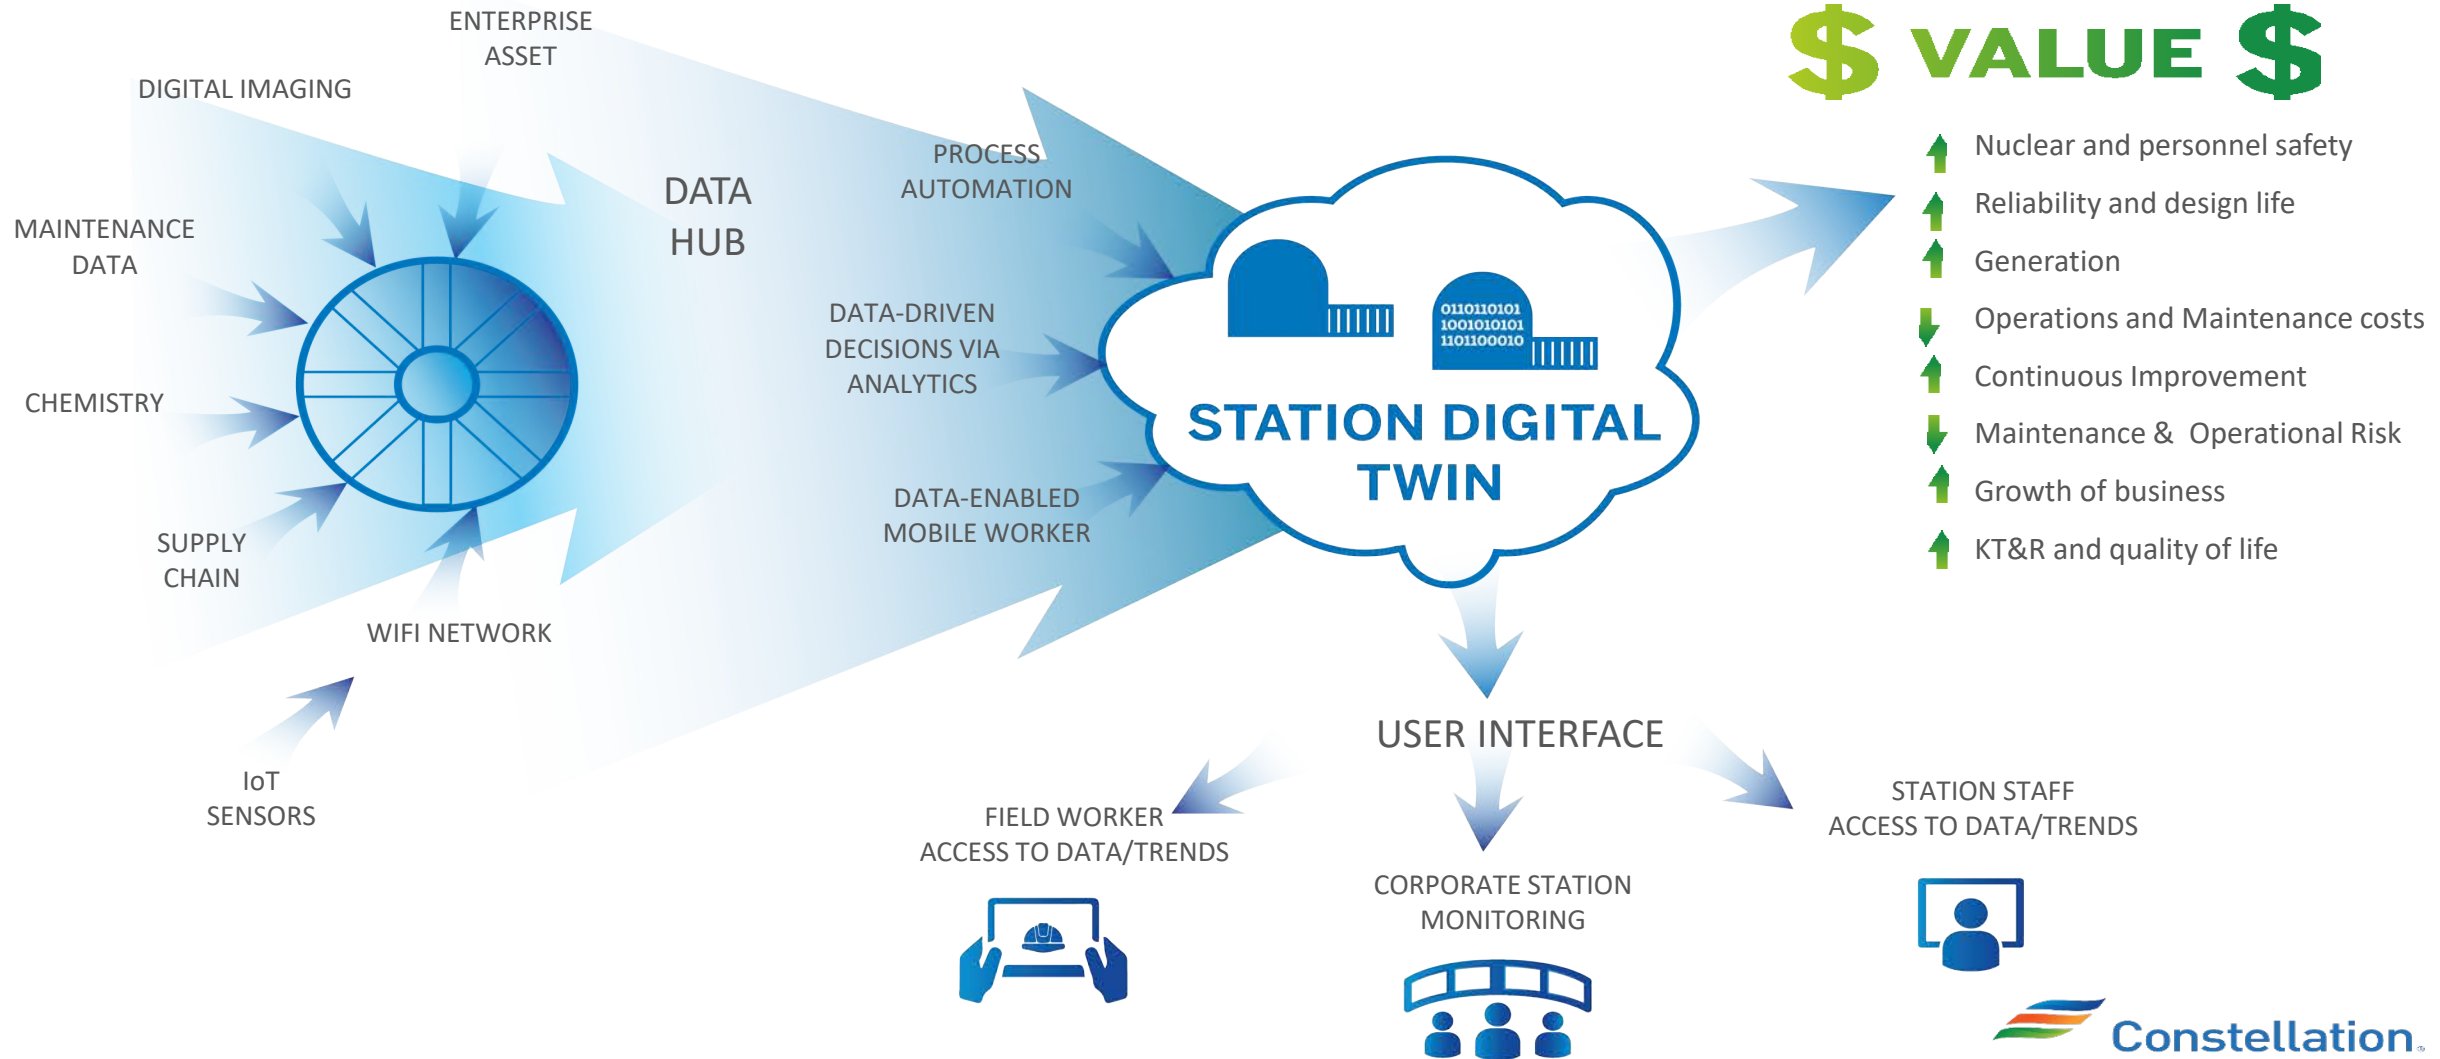 ENTERPRISE
ASSET
DIGITAL IMAGING
MAINTENANCE
DATA
CHEMISTRY
SUPPLY
CHAIN
WIFI NETWORK
IoT
SENSORS
DATA
HUB
PROCESS
AUTOMATION
DATA-DRIVEN
DECISIONS VIA
ANALYTICS
DATA-ENABLED
MOBILE WORKER
0110110101
1001010101
1101100010
STATION DIGITAL
TWIN
$ VALUE $
Nuclear and personnel safety
Reliability and design life
Generation
Operations and Maintenance costs
Continuous Improvement
Maintenance & Operational Risk
Growth of business
KT&R and quality of life
USER INTERFACE
FIELD WORKER
ACCESS TO DATA/TRENDS
CORPORATE STATION
MONITORING
STATION STAFF
ACCESS TO DATA/TRENDS
Constellation